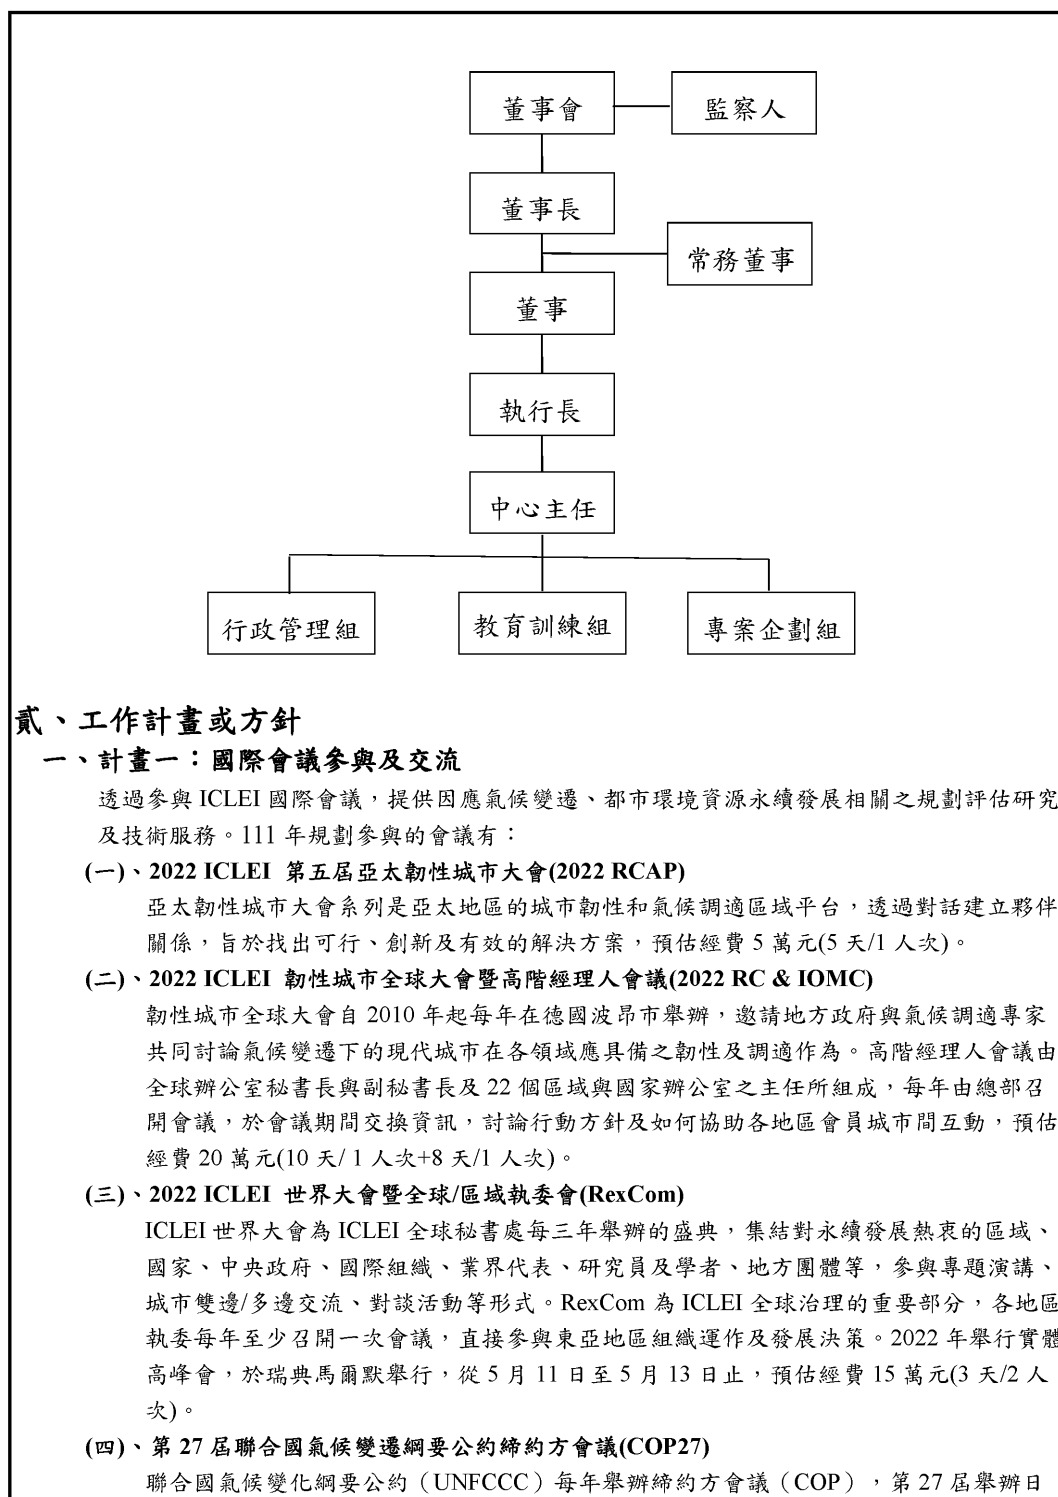 董事會
監察人
董事長
常務董事
董事
執行長
中心主任
行政管理組
教育訓練組
專案企劃組
貳、工作計畫或方針
一、計畫一：國際會議參與及交流
透過參與 ICLEI 國際會議，提供因應氣候變遷、都市環境資源永續發展相關之規劃評估研究
及技術服務。111 年規劃參與的會議有：
(一)、2022 ICLEI 第五屆亞太韌性城市大會(2022 RCAP)
亞太韌性城市大會系列是亞太地區的城市韌性和氣候調適區域平台，透過對話建立夥伴
關係，旨於找出可行、創新及有效的解決方案，預估經費 5 萬元(5 天/1 人次)。
(二)、2022 ICLEI 韌性城市全球大會暨高階經理人會議(2022 RC & IOMC)
韌性城市全球大會自 2010 年起每年在德國波昂市舉辦，邀請地方政府與氣候調適專家
共同討論氣候變遷下的現代城市在各領域應具備之韌性及調適作為。高階經理人會議由
全球辦公室秘書長與副秘書長及 22 個區域與國家辦公室之主任所組成，每年由總部召
開會議，於會議期間交換資訊，討論行動方針及如何協助各地區會員城市間互動，預估
經費 20 萬元(10 天/ 1 人次+8 天/1 人次)。
(三)、2022 ICLEI 世界大會暨全球/區域執委會(RexCom)
ICLEI 世界大會為 ICLEI 全球秘書處每三年舉辦的盛典，集結對永續發展熱衷的區域、
國家、中央政府、國際組織、業界代表、研究員及學者、地方團體等，參與專題演講、
城市雙邊/多邊交流、對談活動等形式。RexCom 為 ICLEI 全球治理的重要部分，各地區
執委每年至少召開一次會議，直接參與東亞地區組織運作及發展決策。2022 年舉行實體
高峰會，於瑞典馬爾默舉行，從 5 月 11 日至 5 月 13 日止，預估經費 15 萬元(3 天/2 人
次)。
(四)、第 27 屆聯合國氣候變遷綱要公約締約方會議(COP27)
聯合國氣候變化綱要公約（UNFCCC）每年舉辦締約方會議（COP），第 27 屆舉辦日